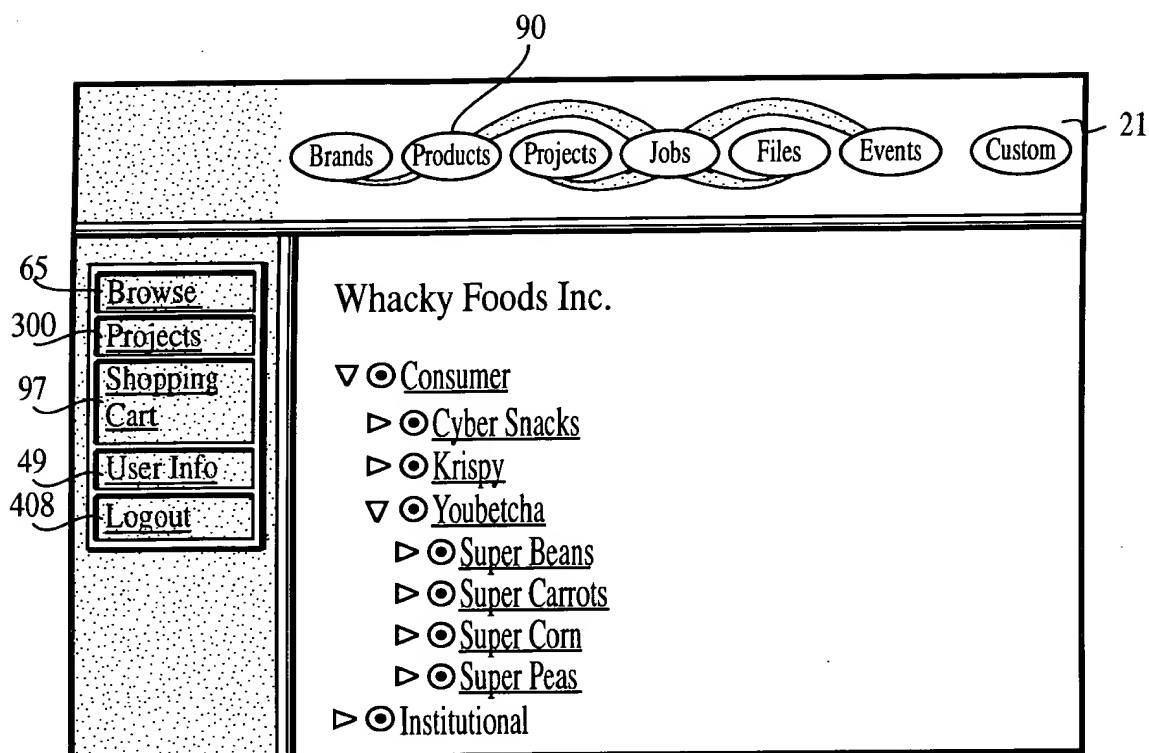 90
21
Brands Products Projects Jobs Files Events Custom
65
Browse
300
Projects
97
Shopping
Cart
49
User Info
408
Logout
Whacky Foods Inc.
Consumer
Cyber Snacks
Krispy
Youbetcha
Super Beans
Super Carrots
Super Corn
Super Peas
Institutional